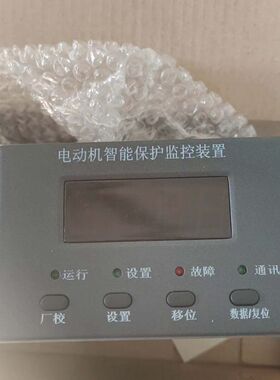 电动机智能保护监控装置
运行 设置 故障 通讯
厂校 设置 移位 数据/复位